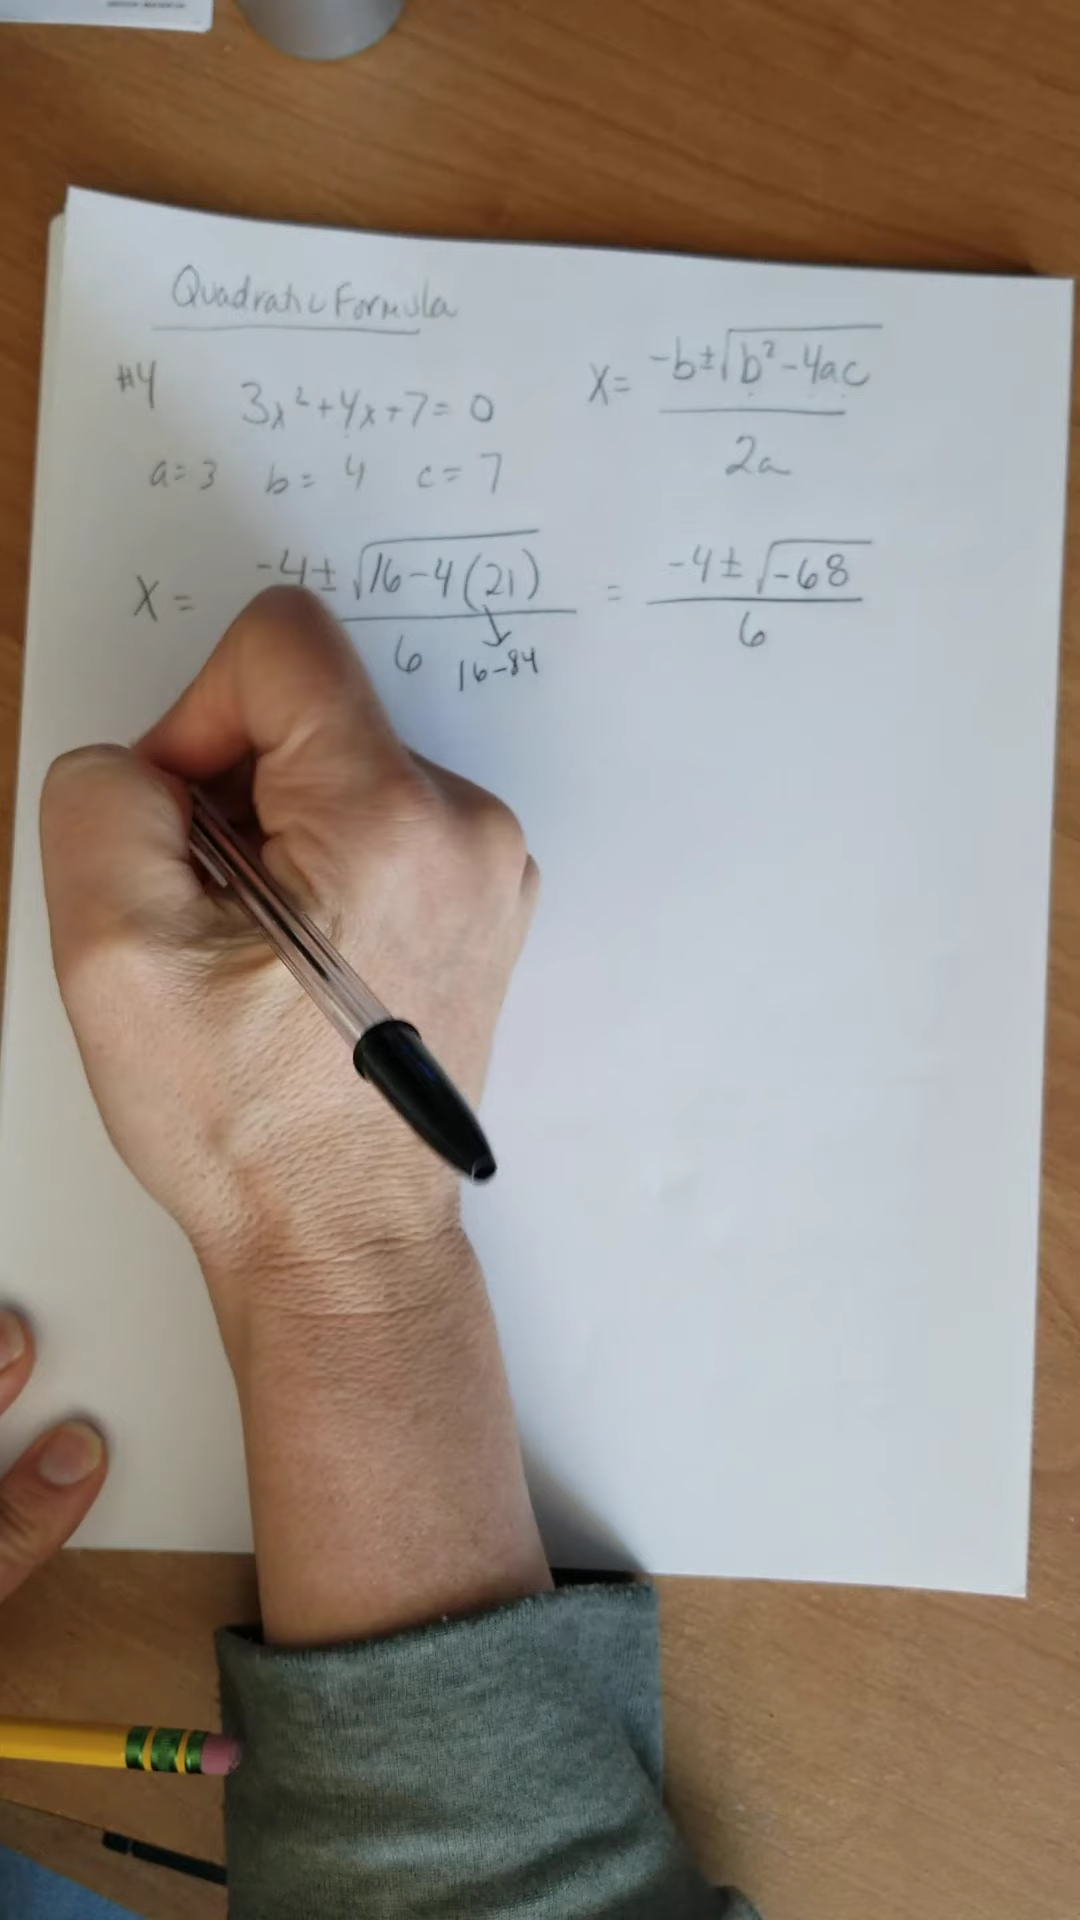 Quadratic Formula
#4 3x²+4x+7=0 x= -b±√b²-4ac / 2a
a=3 b=4 c=7
x= -4±√16-4(21) / 6 = -4±√-68 / 6
16-84